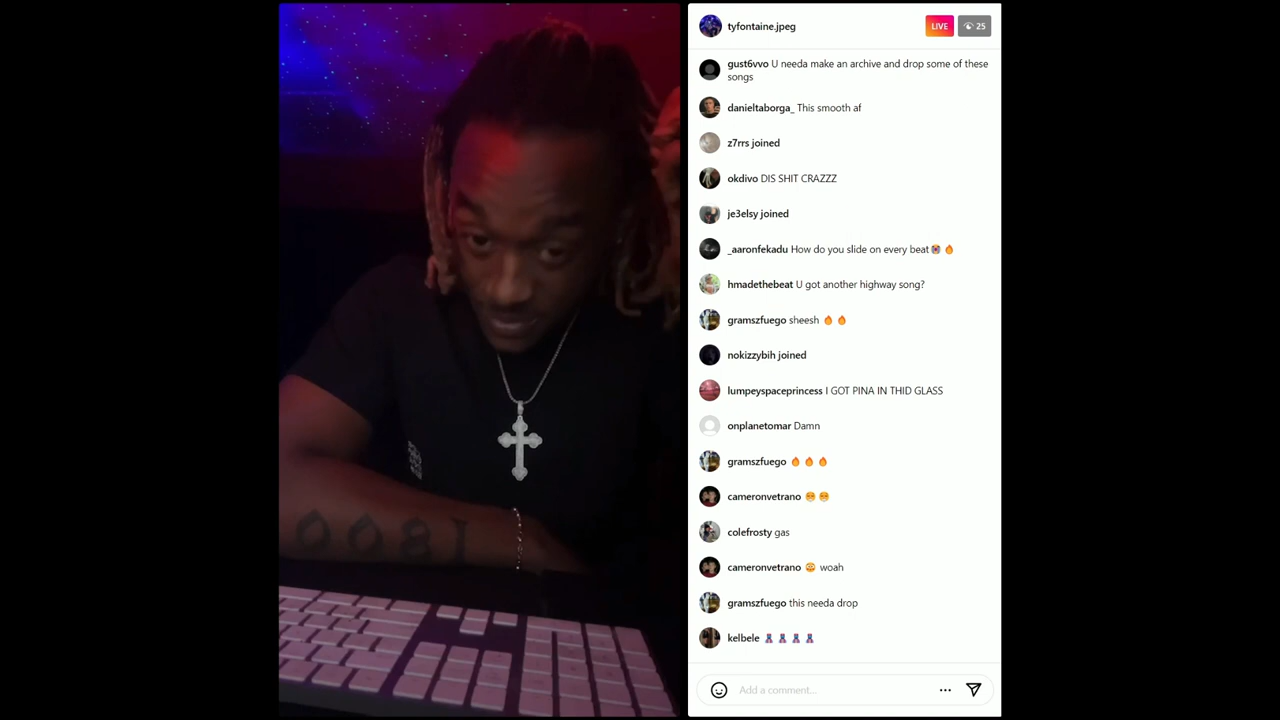 tyfontaine.jpeg
LIVE
25
gust6vvo U needa make an archive and drop some of these
songs
danieltaborga_ This smooth af
z7rrs joined
okdivo DIS SHIT CRAZZZ
je3elsy joined
_aaronfekadu How do you slide on every beat😭🔥
hmadethebeat U got another highway song?
gramszfuego sheesh 🔥🔥
nokizzybih joined
lumpeyspaceprincess I GOT PINA IN THID GLASS
onplanetomar Damn
gramszfuego 🔥🔥🔥
cameronvetrano 😁😁
colefrosty gas
cameronvetrano 😳 woah
gramszfuego this needa drop
kelbele
Add a comment...